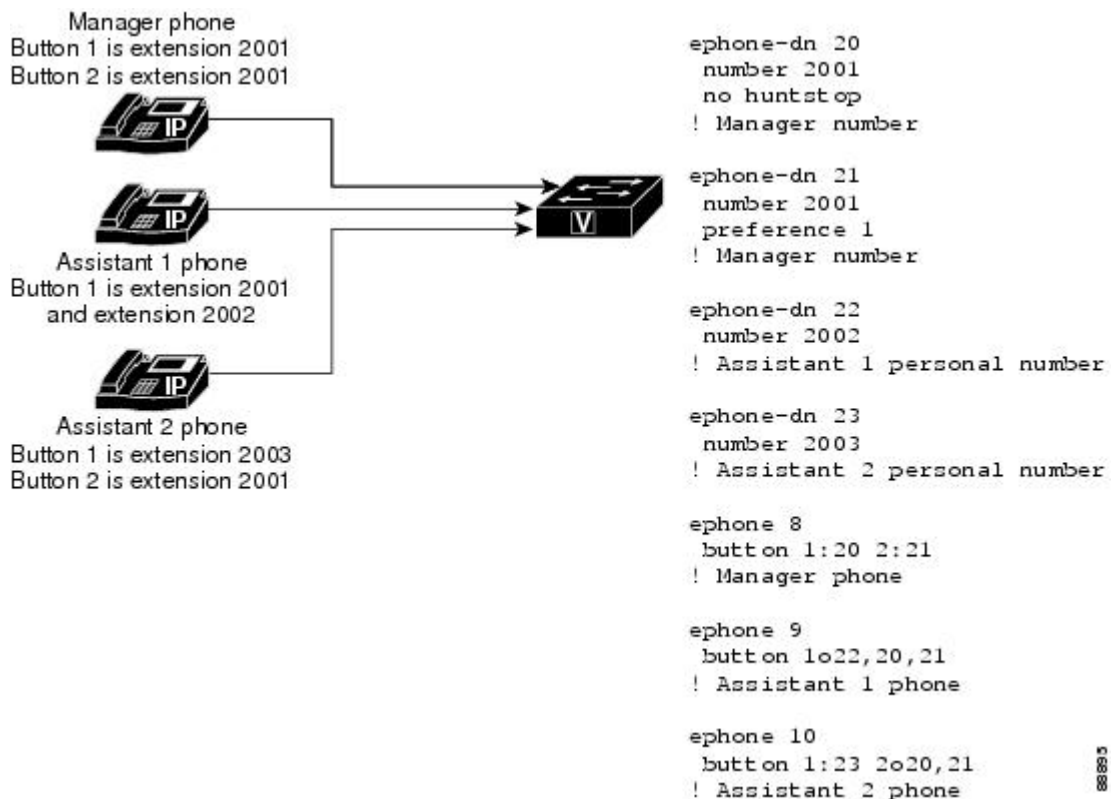 Manager phone
Button 1 is extension 2001
Button 2 is extension 2001
IP
IP
Assistant 1 phone
Button 1 is extension 2001
and extension 2002
IP
Assistant 2 phone
Button 1 is extension 2003
Button 2 is extension 2001
V
ephone-dn 20
number 2001
no huntstop
! Manager number
ephone-dn 21
number 2001
preference 1
! Manager number
ephone-dn 22
number 2002
! Assistant 1 personal number
ephone-dn 23
number 2003
! Assistant 2 personal number
ephone 8
button 1:20 2:21
! Manager phone
ephone 9
button 1o22,20,21
! Assistant 1 phone
ephone 10
button 1:23 2o20,21
! Assistant 2 phone
88895